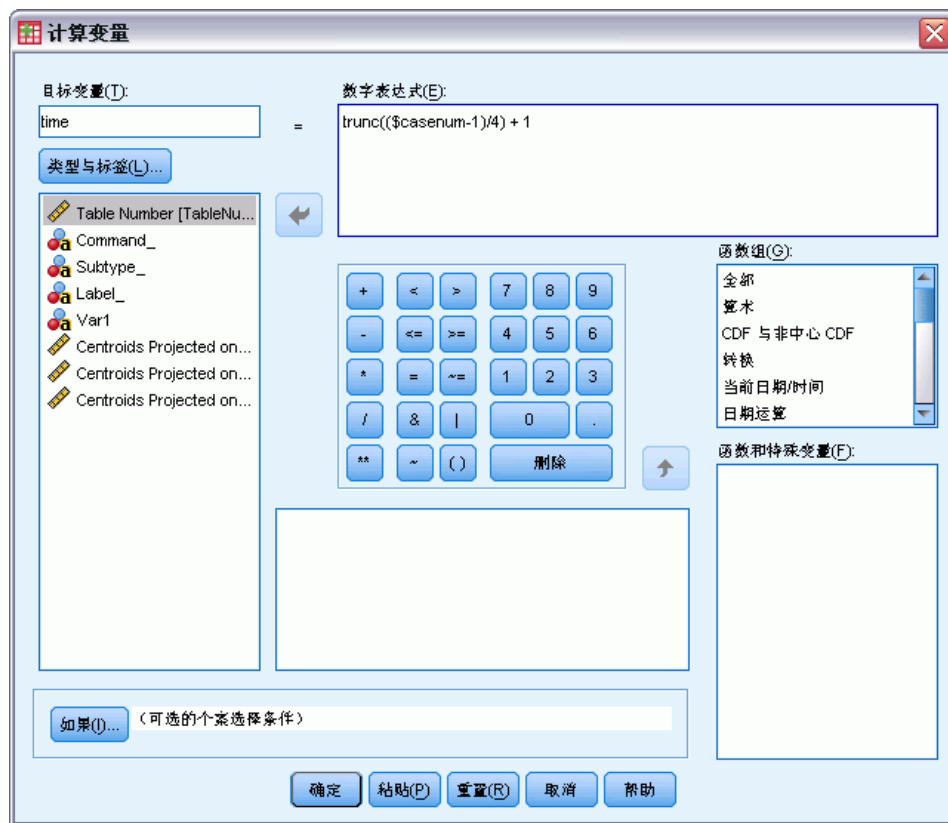 计算变量
目标变量(T):
time
=
数字表达式(E):
trunc(($casenum-1)/4) + 1
类型与标签(L)...
Table Number [TableNu...
Command_
Subtype_
Label_
Var1
Centroids Projected on...
Centroids Projected on...
Centroids Projected on...
+ < > 7 8 9
- <= >= 4 5 6
* = ~= 1 2 3
/ & | 0 .
** ~ ( ) 删除
函数组(G):
全部
算术
CDF 与非中心 CDF
转换
当前日期/时间
日期运算
函数和特殊变量(F):
如果(I)... (可选的个案选择条件)
确定 粘贴(P) 重置(R) 取消 帮助